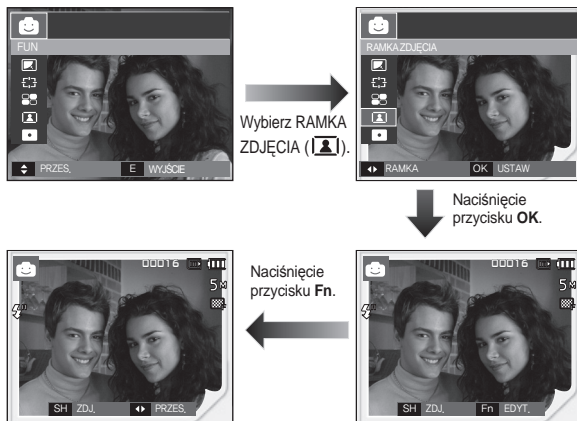 FUN
PRZES.
E WYJŚCIE
Wybierz RAMKA
ZDJĘCIA ( ).
RAMKA ZDJĘCIA
RAMKA
OK USTAW
Naciśnięcie
przycisku OK.
00016
5M
SH ZDJ.
Fn EDYT.
Naciśnięcie
przycisku Fn.
00016
5M
SH ZDJ.
PRZES.